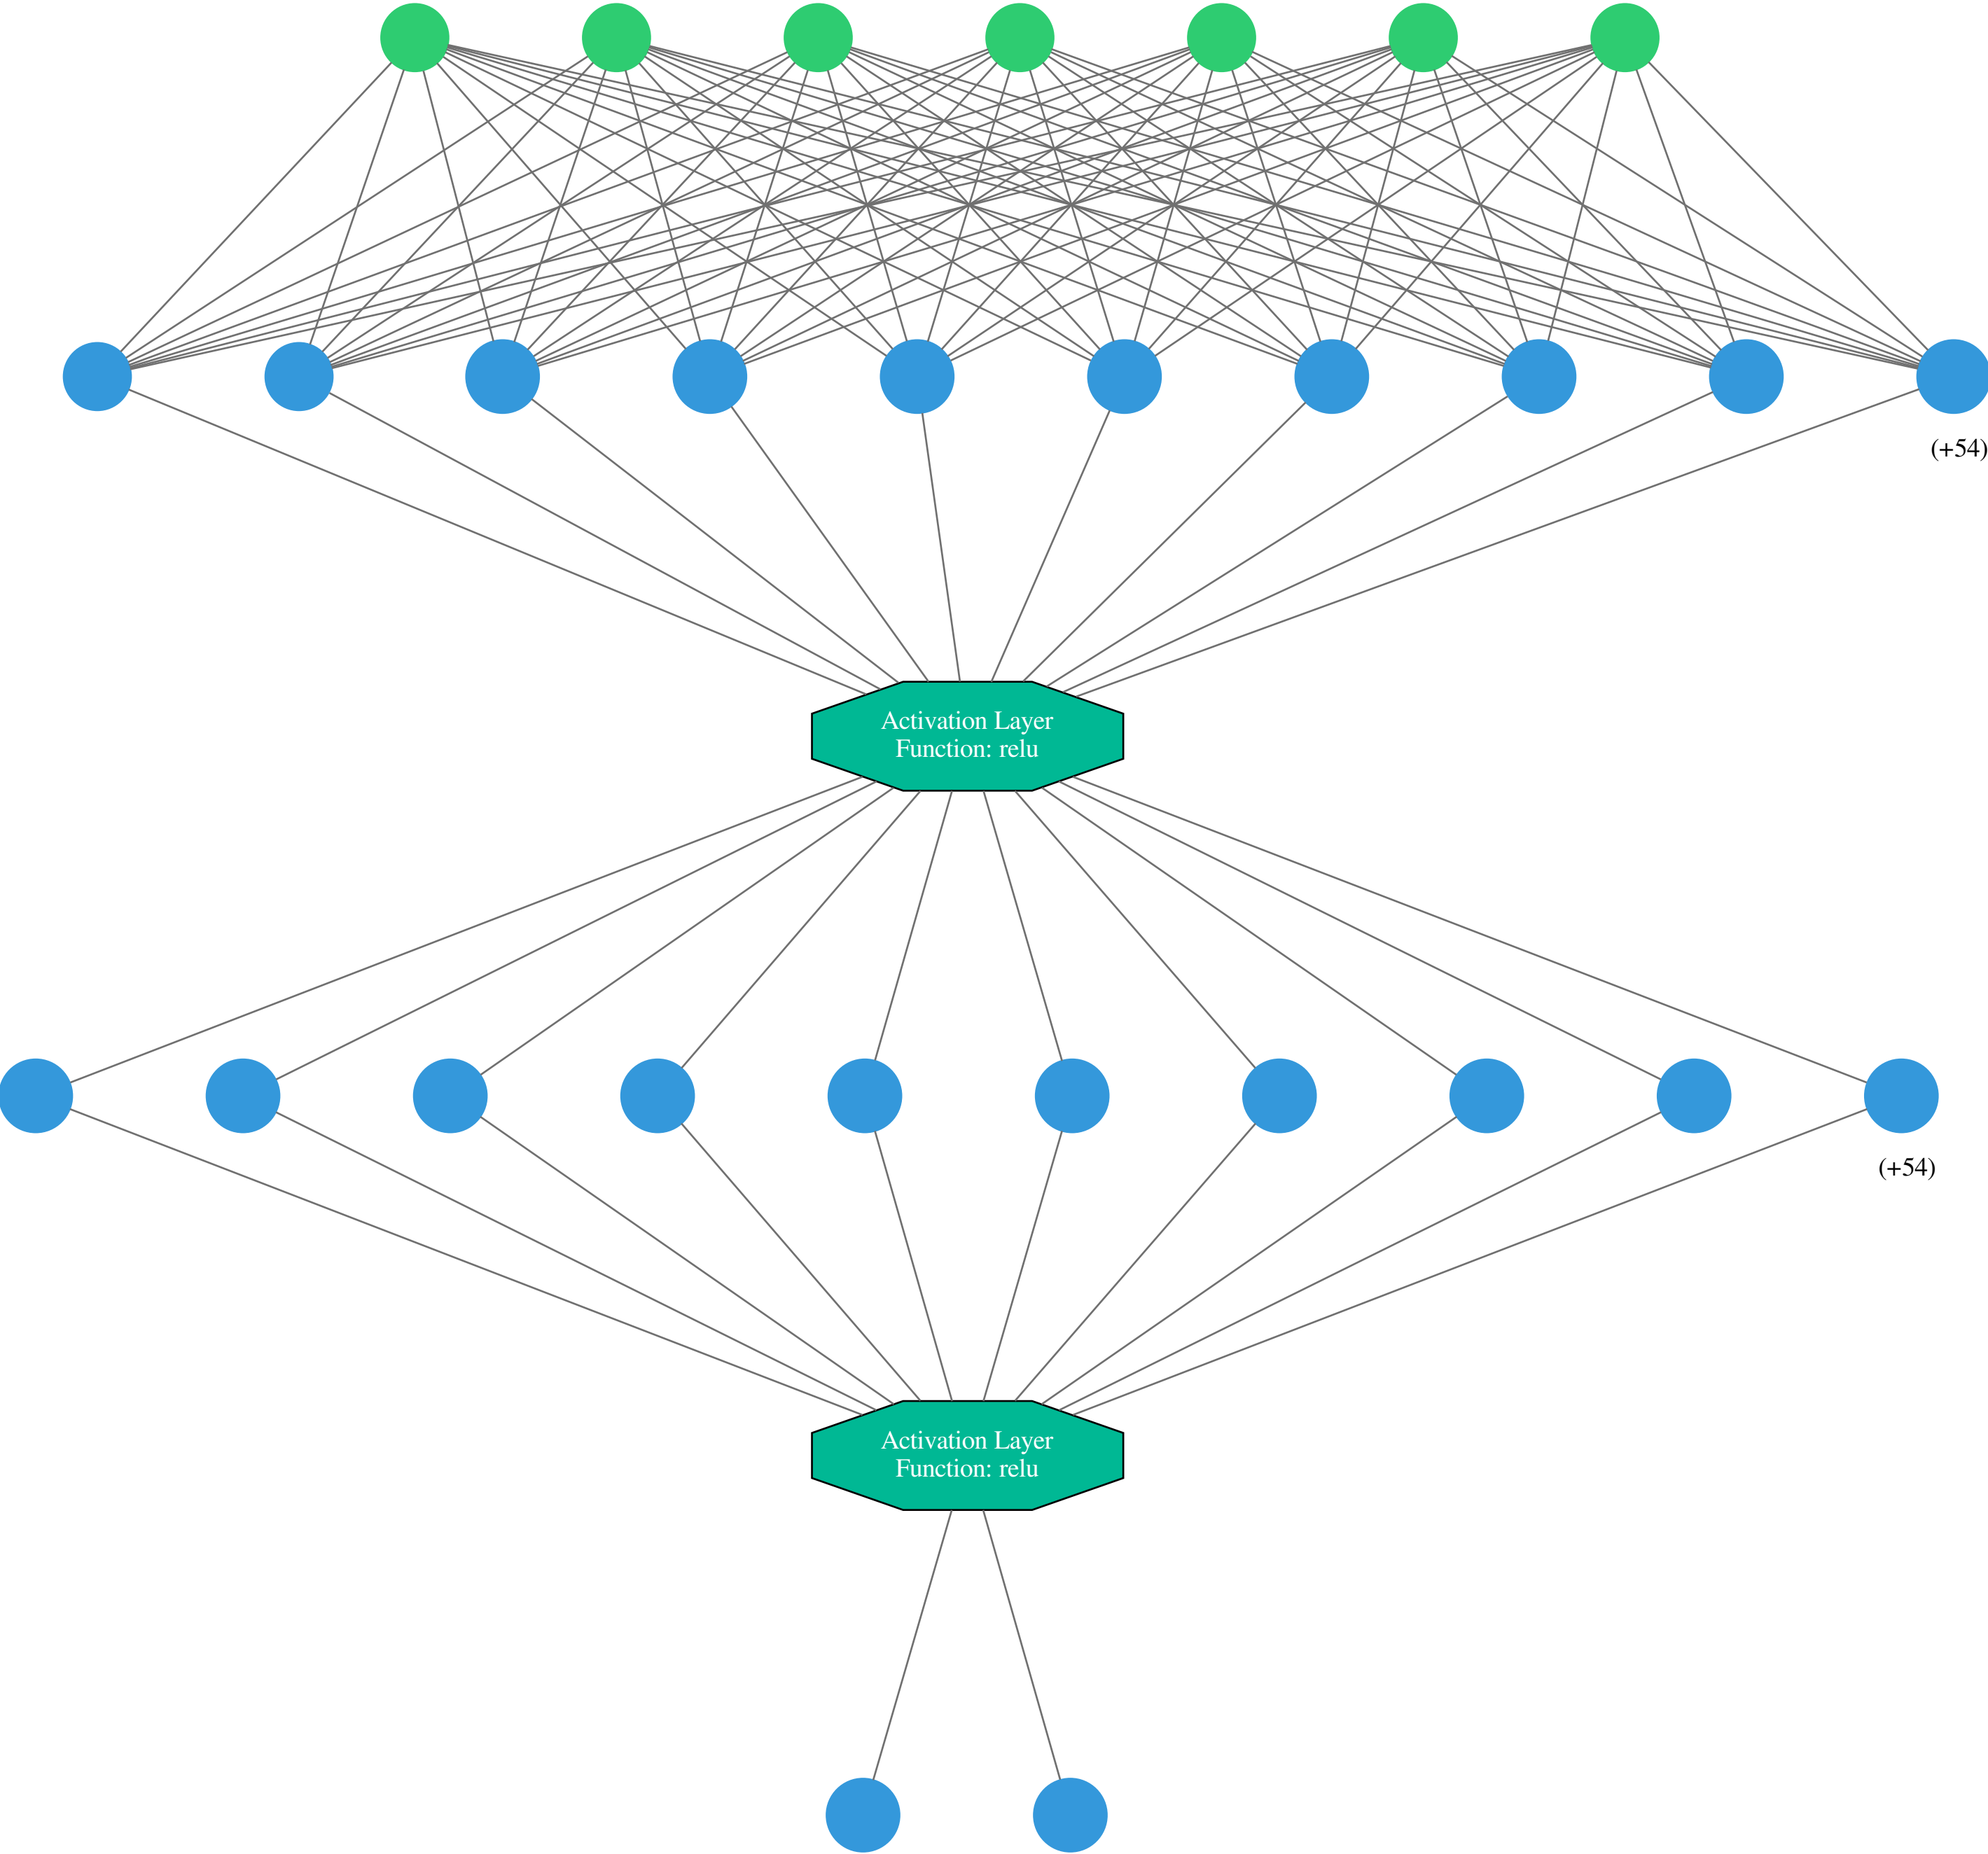 (+54)
Activation Layer
Function: relu
(+54)
Activation Layer
Function: relu